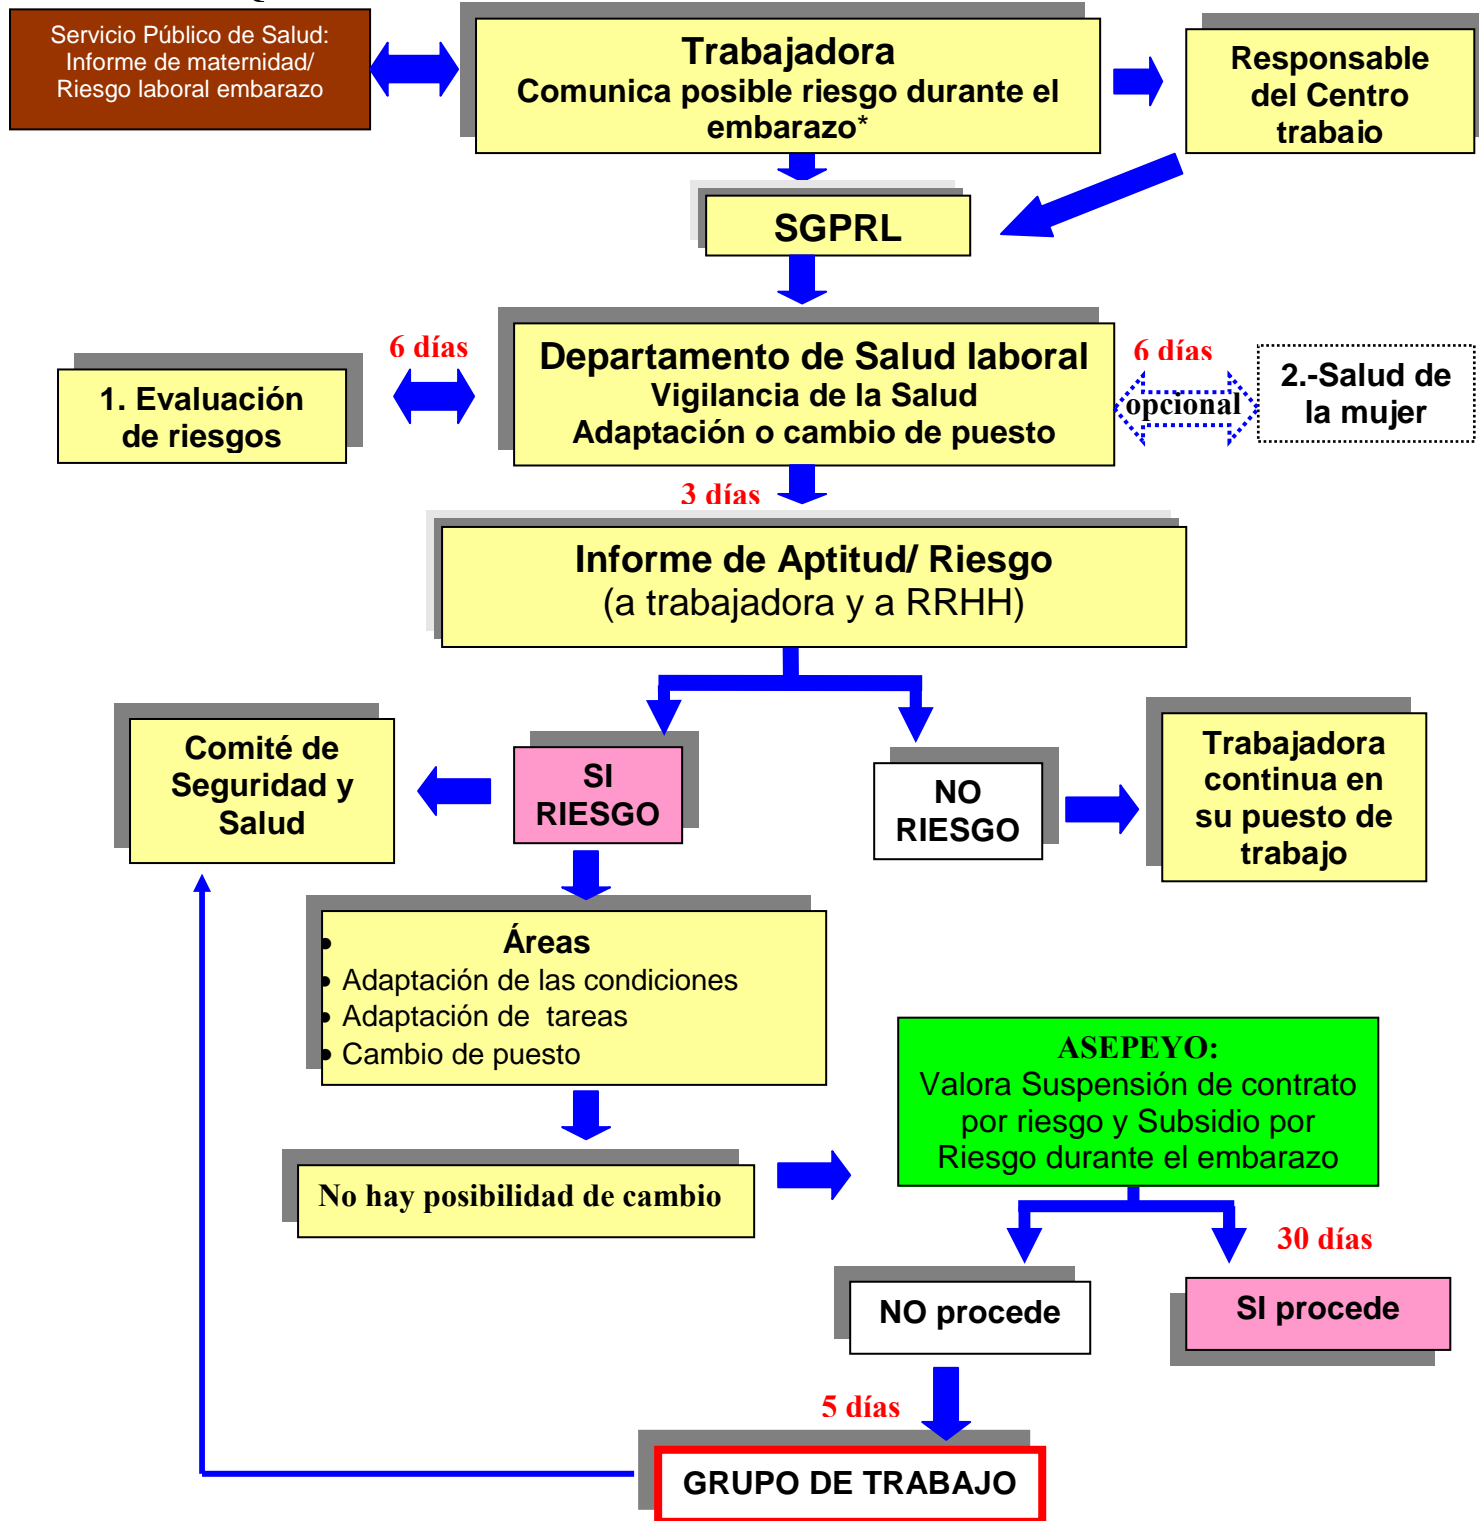 Servicio Público de Salud:
Informe de maternidad/
Riesgo laboral embarazo
Trabajadora
Comunica posible riesgo durante el
embarazo*
Responsable
del Centro
trabajo
SGPRL
6 días
Departamento de Salud laboral
Vigilancia de la Salud
Adaptación o cambio de puesto
6 días
opcional
1. Evaluación
de riesgos
2.-Salud de
la mujer
3 días
Informe de Aptitud/ Riesgo
(a trabajadora y a RRHH)
Comité de
Seguridad y
Salud
SI
RIESGO
NO
RIESGO
Trabajadora
continua en
su puesto de
trabajo
• Áreas
• Adaptación de las condiciones
• Adaptación de tareas
• Cambio de puesto
ASEPEYO:
Valora Suspensión de contrato
por riesgo y Subsidio por
Riesgo durante el embarazo
No hay posibilidad de cambio
30 días
NO procede
SI procede
5 días
GRUPO DE TRABAJO